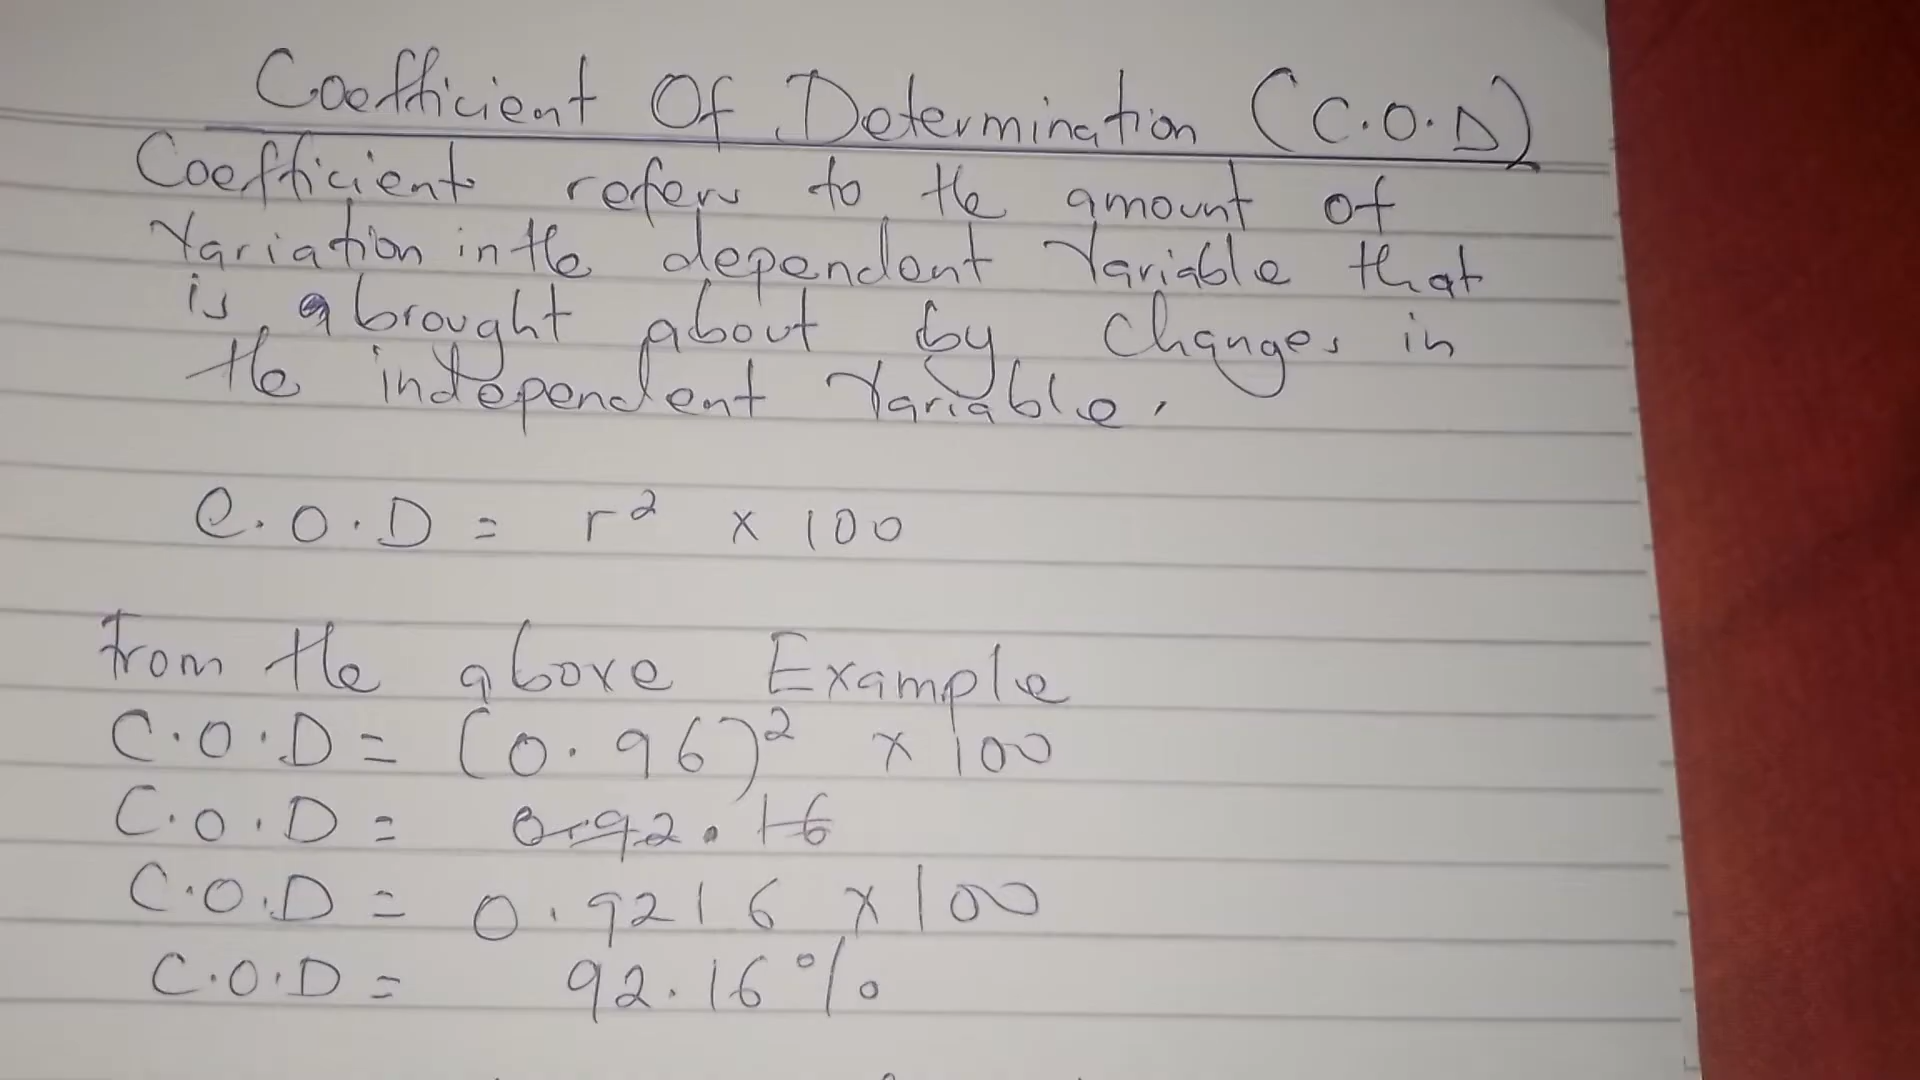 Coefficient Of Determination (C.O.D)
Coefficient refers to the amount of
Variation in the dependent Variable that
is brought about by Changes in
the independent Variable.
C.O.D = r² × 100
From the above Example
C.O.D = (0.96)² × 100
C.O.D = 0.92.16
C.O.D = 0.9216 × 100
C.O.D = 92.16%